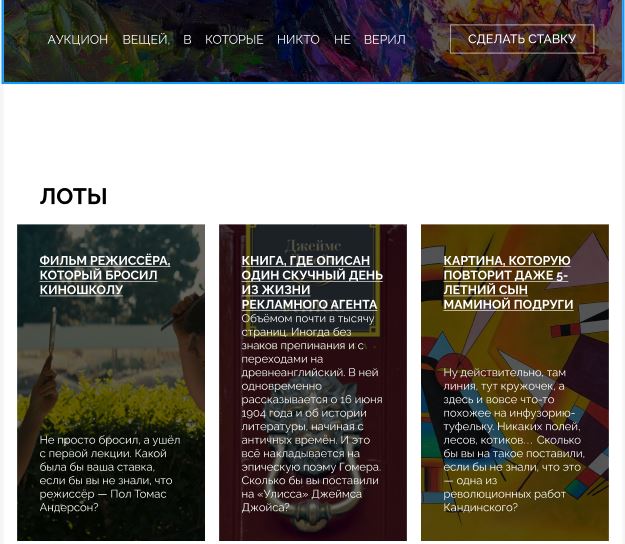 АУКЦИОН ВЕЩЕЙ, В КОТОРЫЕ НИКТО НЕ ВЕРИЛ
СДЕЛАТЬ СТАВКУ
ЛОТЫ
ФИЛЬМ РЕЖИССЁРА,
КОТОРЫЙ БРОСИЛ
КИНОШКОЛУ
Не просто бросил, а ушёл
с первой лекции. Какой
была бы ваша ставка,
если бы вы не знали, что
режиссёр — Пол Томас
Андерсон?
Джеймс
КНИГА, ГДЕ ОПИСАН
ОДИН СКУЧНЫЙ ДЕНЬ
ИЗ ЖИЗНИ
РЕКЛАМНОГО АГЕНТА
Объёмом почти в тысячу
страниц. Иногда без
знаков препинания и с
переходами на
древнеанглийский. В ней
одновременно
рассказывается о 16 июня
1904 года и об истории
литературы, начиная с
античных времён. И это
всё накладывается на
эпическую поэму Гомера.
Сколько бы вы поставили
на «Улисса» Джеймса
Джойса?
КАРТИНА, КОТОРУЮ
ПОВТОРИТ ДАЖЕ 5-
ЛЕТНИЙ СЫН
МАМИНОЙ ПОДРУГИ
Ну действительно, там
линия, тут кружочек, а
здесь и вовсе что-то
похожее на инфузорию-
туфельку. Никаких полей,
лесов, котиков... Сколько
бы вы на такое поставили,
если бы не знали, что это
— одна из
революционных работ
Кандинского?